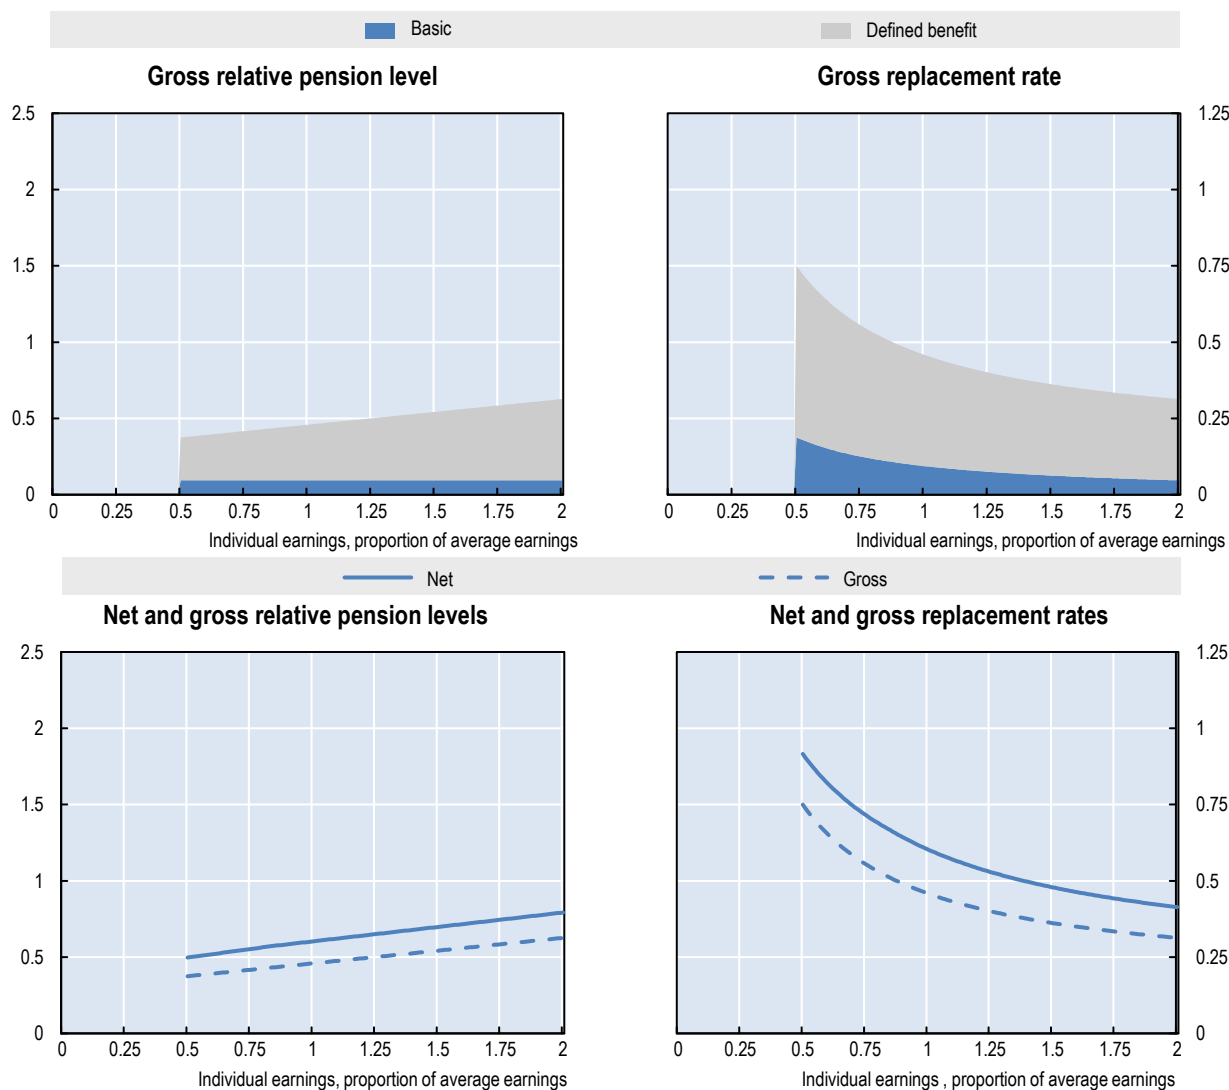 Basic Defined benefit
Gross relative pension level
Gross replacement rate
2.5
2
1.5
1
0.5
0
0 0.25 0.5 0.75 1 1.25 1.5 1.75 2
Individual earnings, proportion of average earnings
1.25
1
0.75
0.5
0.25
0
0 0.25 0.5 0.75 1 1.25 1.5 1.75 2
Individual earnings, proportion of average earnings
Net Gross
Net and gross relative pension levels
Net and gross replacement rates
2.5
2
1.5
1
0.5
0
0 0.25 0.5 0.75 1 1.25 1.5 1.75 2
Individual earnings, proportion of average earnings
1.25
1
0.75
0.5
0.25
0
0 0.25 0.5 0.75 1 1.25 1.5 1.75 2
Individual earnings , proportion of average earnings